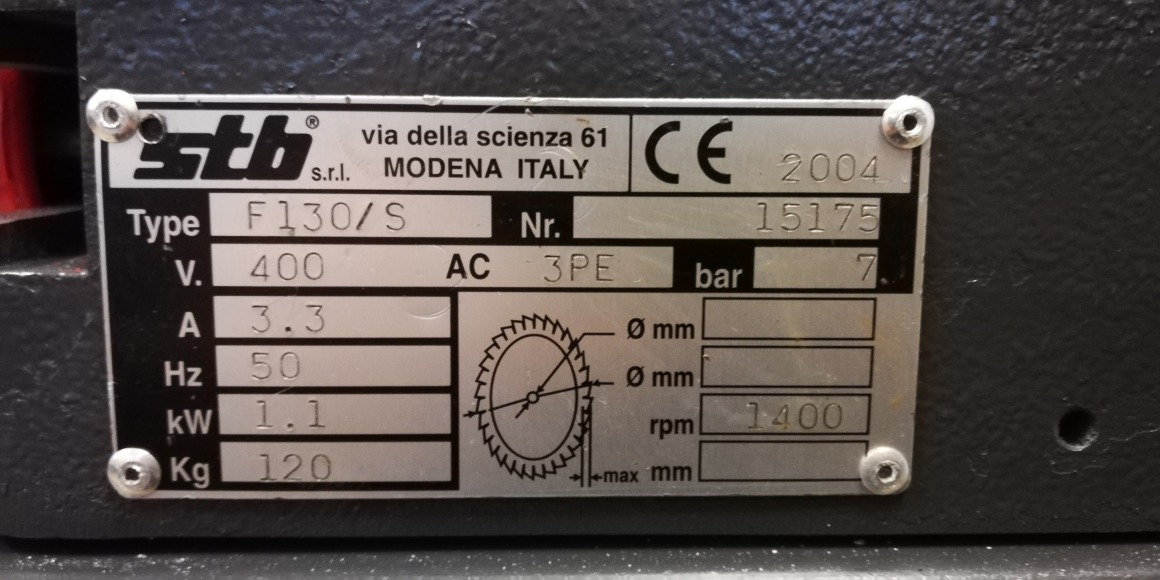 stb® s.r.l.
via della scienza 61
MODENA ITALY
CE 2004
Type F130/S Nr. 15175
V. 400 AC 3PE bar 7
A 3.3
Hz 50
kW 1.1
Kg 120
Ø mm
Ø mm
rpm 1400
max mm